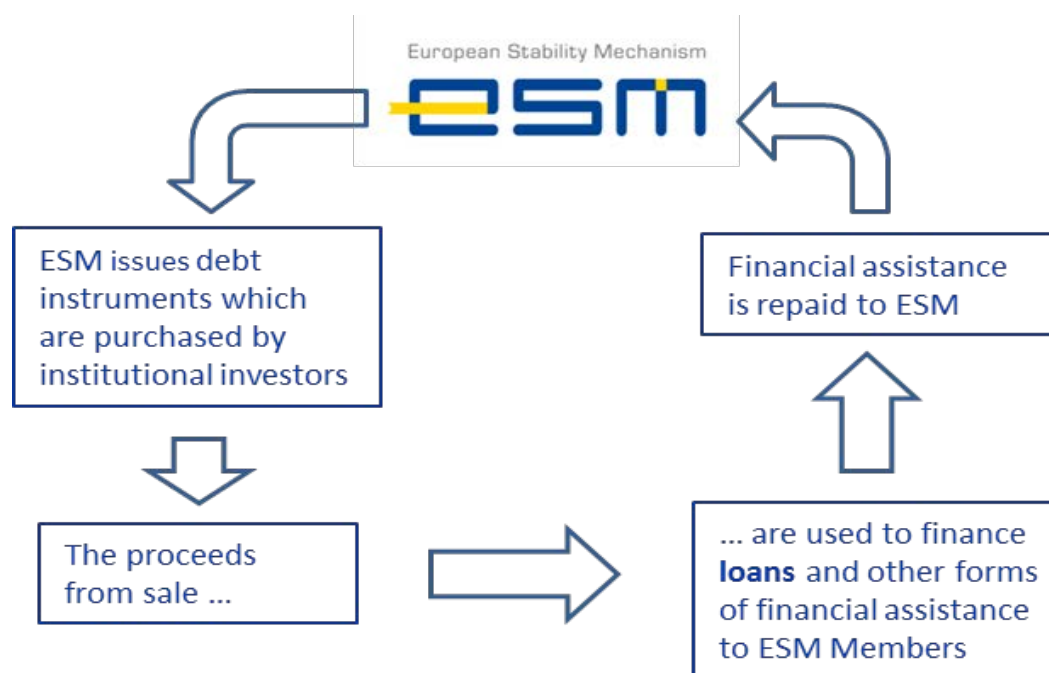 European Stability Mechanism
esm
ESM issues debt
instruments which
are purchased by
institutional investors
The proceeds
from sale ...
... are used to finance
loans and other forms
of financial assistance
to ESM Members
Financial assistance
is repaid to ESM